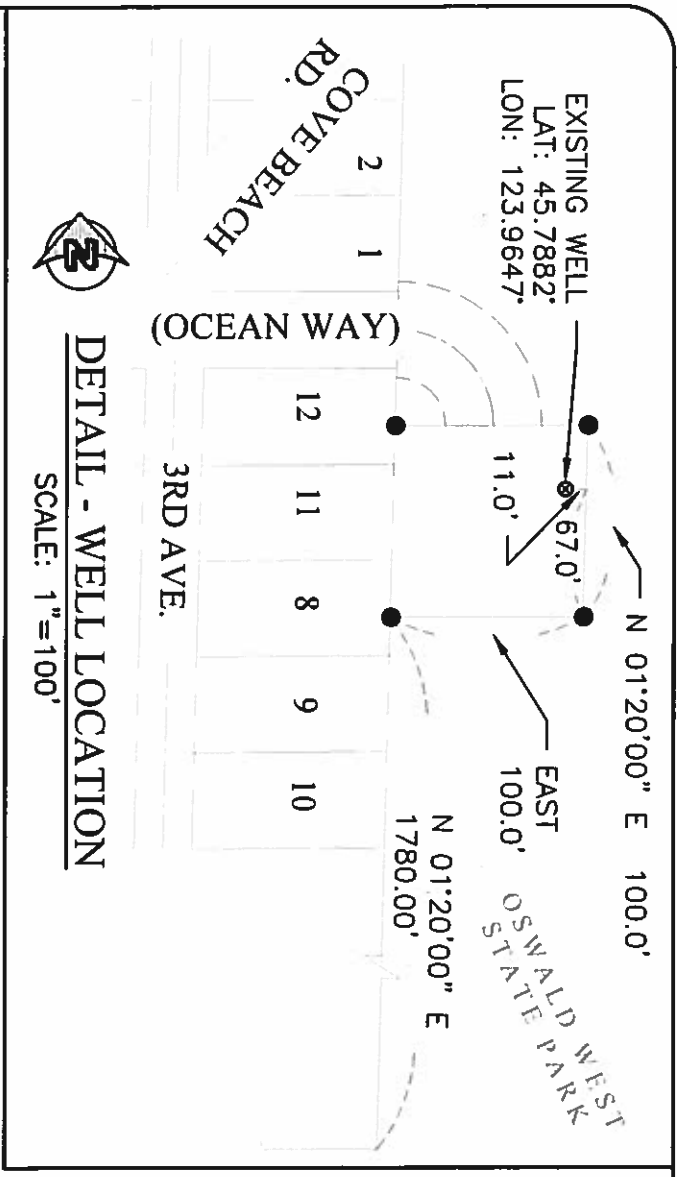 EXISTING WELL
LAT: 45.7882°
LON: 123.9647°
N 01°20'00" E 100.0'
67.0'
11.0'
EAST
100.0'
OSWALD WEST
STATE PARK
N 01°20'00" E
1780.00'
COVE BEACH
RD.
2
1
(OCEAN WAY)
12
11
8
9
10
3RD AVE.
N
DETAIL - WELL LOCATION
SCALE: 1"=100'